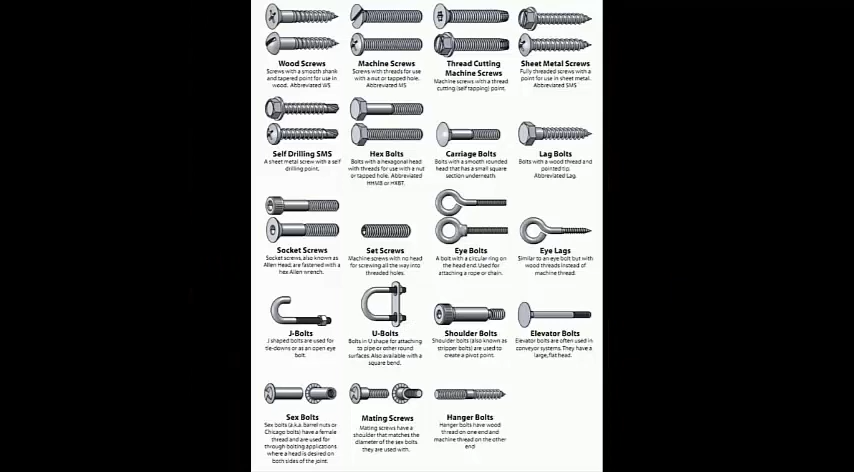 Wood Screws
Screws with a smooth shank
and tapered point for use in
wood. Abbreviated WS
Machine Screws
Screws with threads for use
with a nut or tapped hole.
Abbreviated MS
Thread Cutting
Machine Screws
Machine screws with a thread
cutting (self tapping) point.
Sheet Metal Screws
Fully threaded screws with a
point for use in sheet metal.
Abbreviated SMS
Self Drilling SMS
A sheet metal screw with a self
drilling point.
Hex Bolts
Bolts with a hexagonal head
with threads for use with a nut
or tapped hole. Abbreviated
HHMB or HXBT.
Carriage Bolts
Bolts with a smooth rounded
head that has a small square
section underneath.
Lag Bolts
Bolts with a wood thread and
pointed tip.
Abbreviated Lag.
Socket Screws
Socket screws, also known as
Allen Head, are fastened with a
hex Allen wrench.
Set Screws
Machine screws with no head
for screwing all the way into
threaded holes.
Eye Bolts
A bolt with a circular ring on
the head end. Used for
attaching a rope or chain.
Eye Lags
Similar to an eye bolt but with
wood threads instead of
machine thread.
J-Bolts
J shaped bolts are used for
tie-downs or as an open eye
bolt.
U-Bolts
Bolts in U shape for attaching
to pipe or other round
surfaces. Also available with a
square bend.
Shoulder Bolts
Shoulder bolts (also known as
stripper bolts) are used to
create a pivot point.
Elevator Bolts
Elevator bolts are often used in
conveyor systems. They have a
large, flat head.
Sex Bolts
Sex bolts (a.k.a. barrel nuts or
Chicago bolts) have a female
thread and are used for
through bolting applications
where a head is desired on
both sides of the joint.
Mating Screws
Mating screws have a
shoulder that matches the
diameter of the sex bolts
they are used with.
Hanger Bolts
Hanger bolts have wood
thread on one end and
machine thread on the other
end